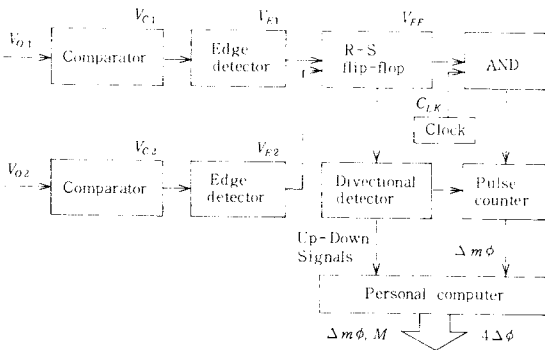 V_{C1}
V_{E1}
V_{FF}
V_{O1}
Comparator
Edge
detector
R-S
flip-flop
AND
C_{LK}
Clock
V_{C2}
V_{E2}
V_{O2}
Comparator
Edge
detector
Divectional
detector
Pulse
counter
Up-Down
Signals
Δmϕ
Personal computer
Δmϕ, M
4Δϕ